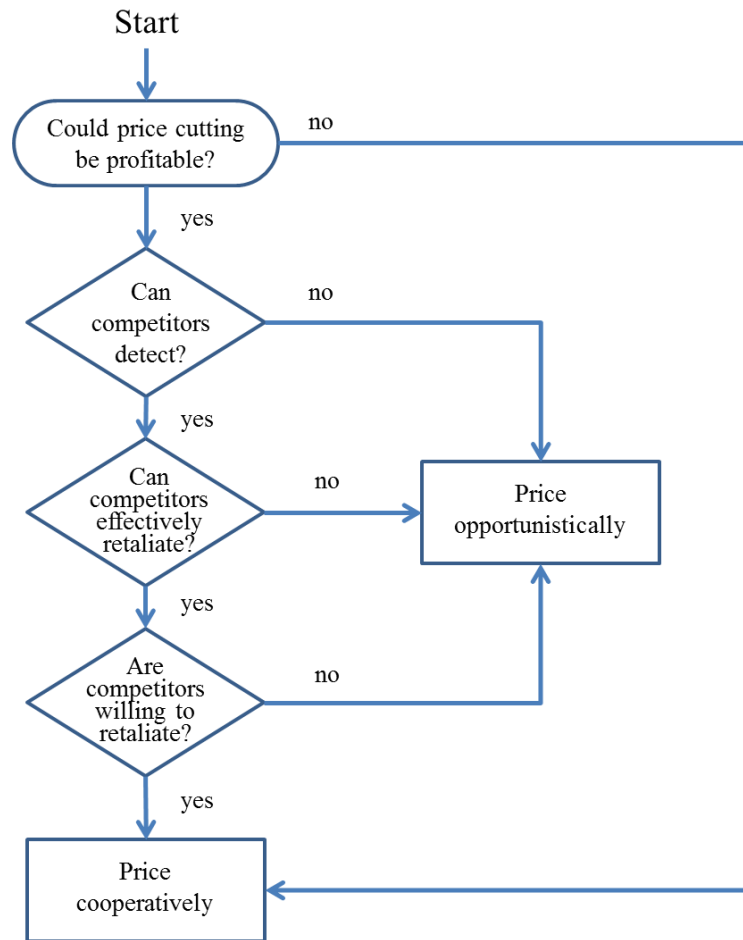 Start
Could price cutting
be profitable?
no
yes
Can
competitors
detect?
no
yes
Can
competitors
effectively
retaliate?
no
Price
opportunistically
yes
Are
competitors
willing to
retaliate?
no
yes
Price
cooperatively